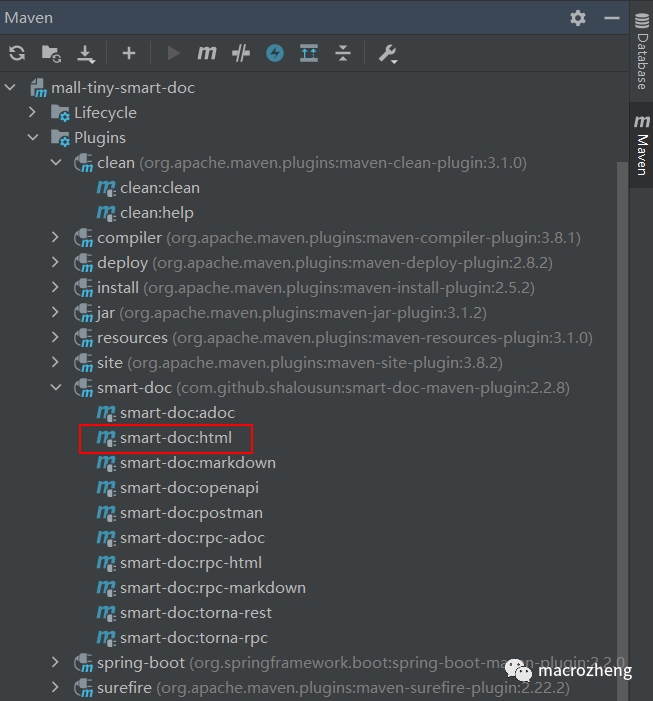 Maven
mall-tiny-smart-doc
Lifecycle
Plugins
clean (org.apache.maven.plugins:maven-clean-plugin:3.1.0)
clean:clean
clean:help
compiler (org.apache.maven.plugins:maven-compiler-plugin:3.8.1)
deploy (org.apache.maven.plugins:maven-deploy-plugin:2.8.2)
install (org.apache.maven.plugins:maven-install-plugin:2.5.2)
jar (org.apache.maven.plugins:maven-jar-plugin:3.1.2)
resources (org.apache.maven.plugins:maven-resources-plugin:3.1.0)
site (org.apache.maven.plugins:maven-site-plugin:3.8.2)
smart-doc (com.github.shalousun:smart-doc-maven-plugin:2.2.8)
smart-doc:adoc
smart-doc:html
smart-doc:markdown
smart-doc:openapi
smart-doc:postman
smart-doc:rpc-adoc
smart-doc:rpc-html
smart-doc:rpc-markdown
smart-doc:torna-rest
smart-doc:torna-rpc
spring-boot (org.springframework.boot:spring-boot-maven-plugin:2.2.0
surefire (org.apache.maven.plugins:maven-surefire-plugin:2.22.2)
Database
m Maven
macrozheng